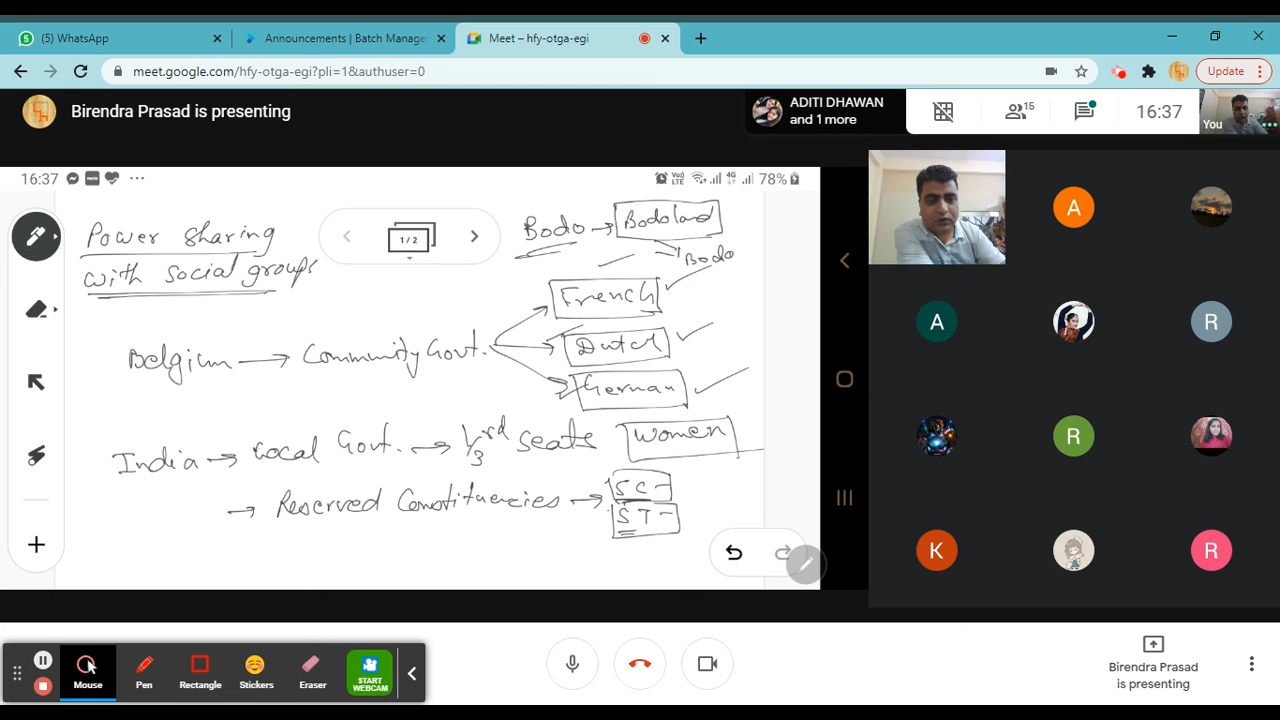 (5) WhatsApp
Announcements | Batch Manage
Meet – hfy-otga-egi
meet.google.com/hfy-otga-egi?pli=1&authuser=0
Update
Birendra Prasad is presenting
ADITI DHAWAN
and 1 more
15
16:37
You
16:37
Vo)
LTE
4G
78%
1/2
Power sharing
with social groups
Bodo → Bodoland
→ Bodo
Belgium → Community Govt.
French
Dutch
German
India → Local Govt. → 1/3rd seats Women
→ Reserved Constituencies → SC -
ST -
A
A
R
R
K
R
Mouse
Pen
Rectangle
Stickers
Eraser
START
WEBCAM
Birendra Prasad
is presenting